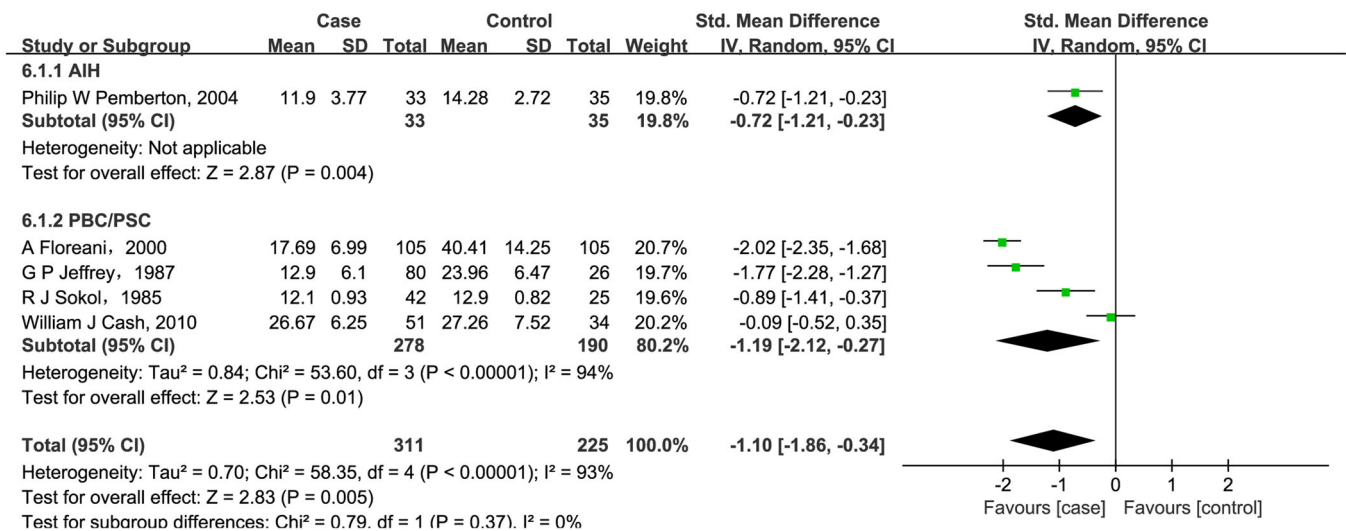 Case Control Std. Mean Difference Std. Mean Difference
Study or Subgroup Mean SD Total Mean SD Total Weight IV, Random, 95% CI IV, Random, 95% CI
6.1.1 AIH
Philip W Pemberton, 2004 11.9 3.77 33 14.28 2.72 35 19.8% -0.72 [-1.21, -0.23]
Subtotal (95% CI) 33 35 19.8% -0.72 [-1.21, -0.23]
Heterogeneity: Not applicable
Test for overall effect: Z = 2.87 (P = 0.004)
6.1.2 PBC/PSC
A Floreani，2000 17.69 6.99 105 40.41 14.25 105 20.7% -2.02 [-2.35, -1.68]
G P Jeffrey，1987 12.9 6.1 80 23.96 6.47 26 19.7% -1.77 [-2.28, -1.27]
R J Sokol，1985 12.1 0.93 42 12.9 0.82 25 19.6% -0.89 [-1.41, -0.37]
William J Cash, 2010 26.67 6.25 51 27.26 7.52 34 20.2% -0.09 [-0.52, 0.35]
Subtotal (95% CI) 278 190 80.2% -1.19 [-2.12, -0.27]
Heterogeneity: Tau² = 0.84; Chi² = 53.60, df = 3 (P < 0.00001); I² = 94%
Test for overall effect: Z = 2.53 (P = 0.01)
Total (95% CI) 311 225 100.0% -1.10 [-1.86, -0.34]
Heterogeneity: Tau² = 0.70; Chi² = 58.35, df = 4 (P < 0.00001); I² = 93%
Test for overall effect: Z = 2.83 (P = 0.005)
Test for subgroup differences: Chi² = 0.79, df = 1 (P = 0.37), I² = 0%
-2 -1 0 1 2
Favours [case] Favours [control]